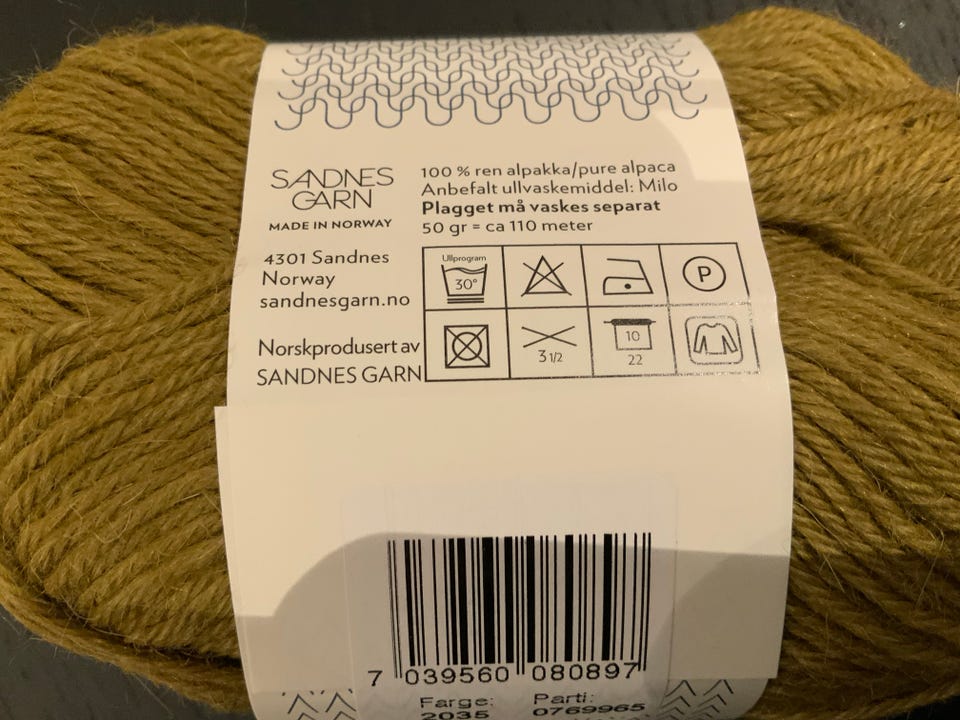 SANDNES
GARN
MADE IN NORWAY
4301 Sandnes
Norway
sandnesgarn.no
Norskprodusert av
SANDNES GARN
100 % ren alpakka/pure alpaca
Anbefalt ullvaskemiddel: Milo
Plagget må vaskes separat
50 gr = ca 110 meter
Ullprogram
30°
P
3 1/2
10
22
7 039560 080897
Farge: Parti:
2035 0769965